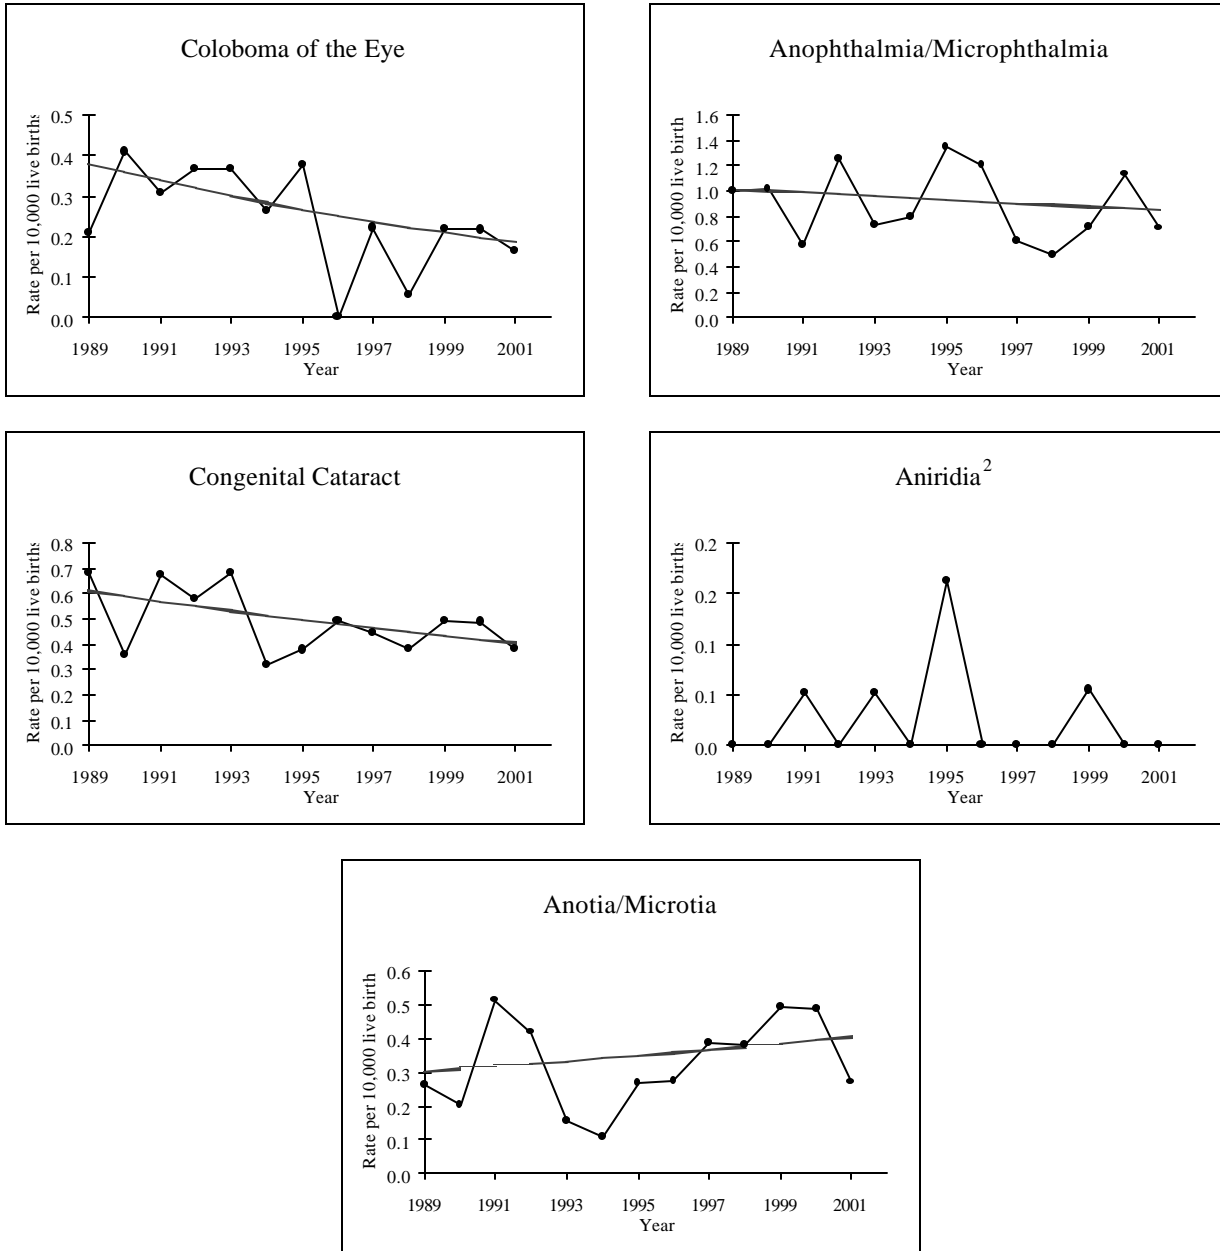 Coloboma of the Eye
Rate per 10,000 live births
0.5
0.4
0.3
0.2
0.1
0.0
1989 1991 1993 1995 1997 1999 2001
Year
Anophthalmia/Microphthalmia
Rate per 10,000 live birth
1.6
1.4
1.2
1.0
0.8
0.6
0.4
0.2
0.0
1989 1991 1993 1995 1997 1999 2001
Year
Congenital Cataract
Rate per 10,000 live births
0.8
0.7
0.6
0.5
0.4
0.3
0.2
0.1
0.0
1989 1991 1993 1995 1997 1999 2001
Year
Aniridia2
Rate per 10,000 live births
0.2
0.2
0.1
0.1
0.0
1989 1991 1993 1995 1997 1999 2001
Year
Anotia/Microtia
Rate per 10,000 live birth
0.6
0.5
0.4
0.3
0.2
0.1
0.0
1989 1991 1993 1995 1997 1999 2001
Year